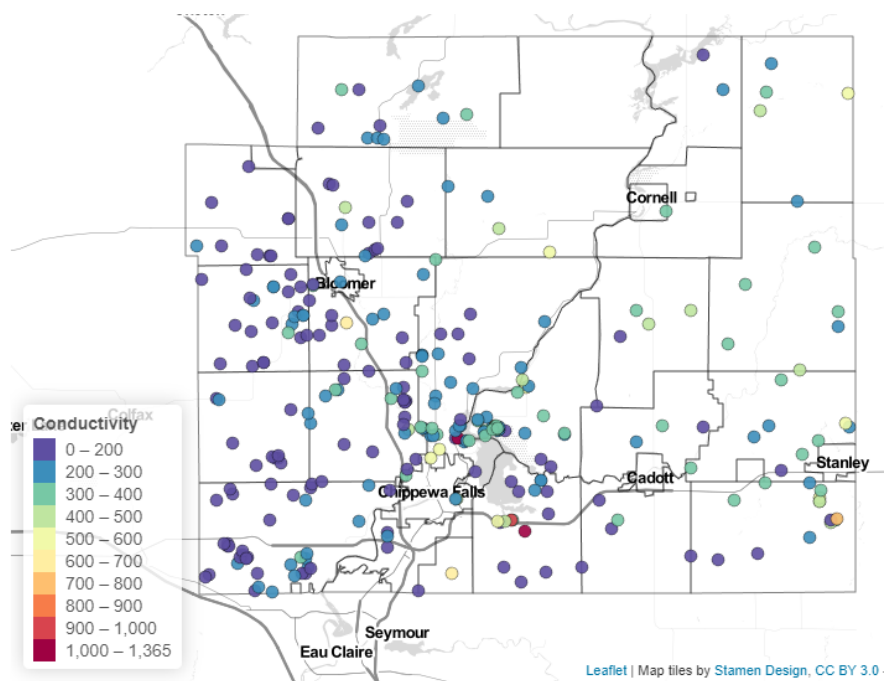 Cornell
Bloomer
Colfax
Conductivity
0 – 200
200 – 300
300 – 400
400 – 500
500 – 600
600 – 700
700 – 800
800 – 900
900 – 1,000
1,000 – 1,365
Stanley
Cadott
Chippewa Falls
Seymour
Eau Claire
Leaflet | Map tiles by Stamen Design, CC BY 3.0